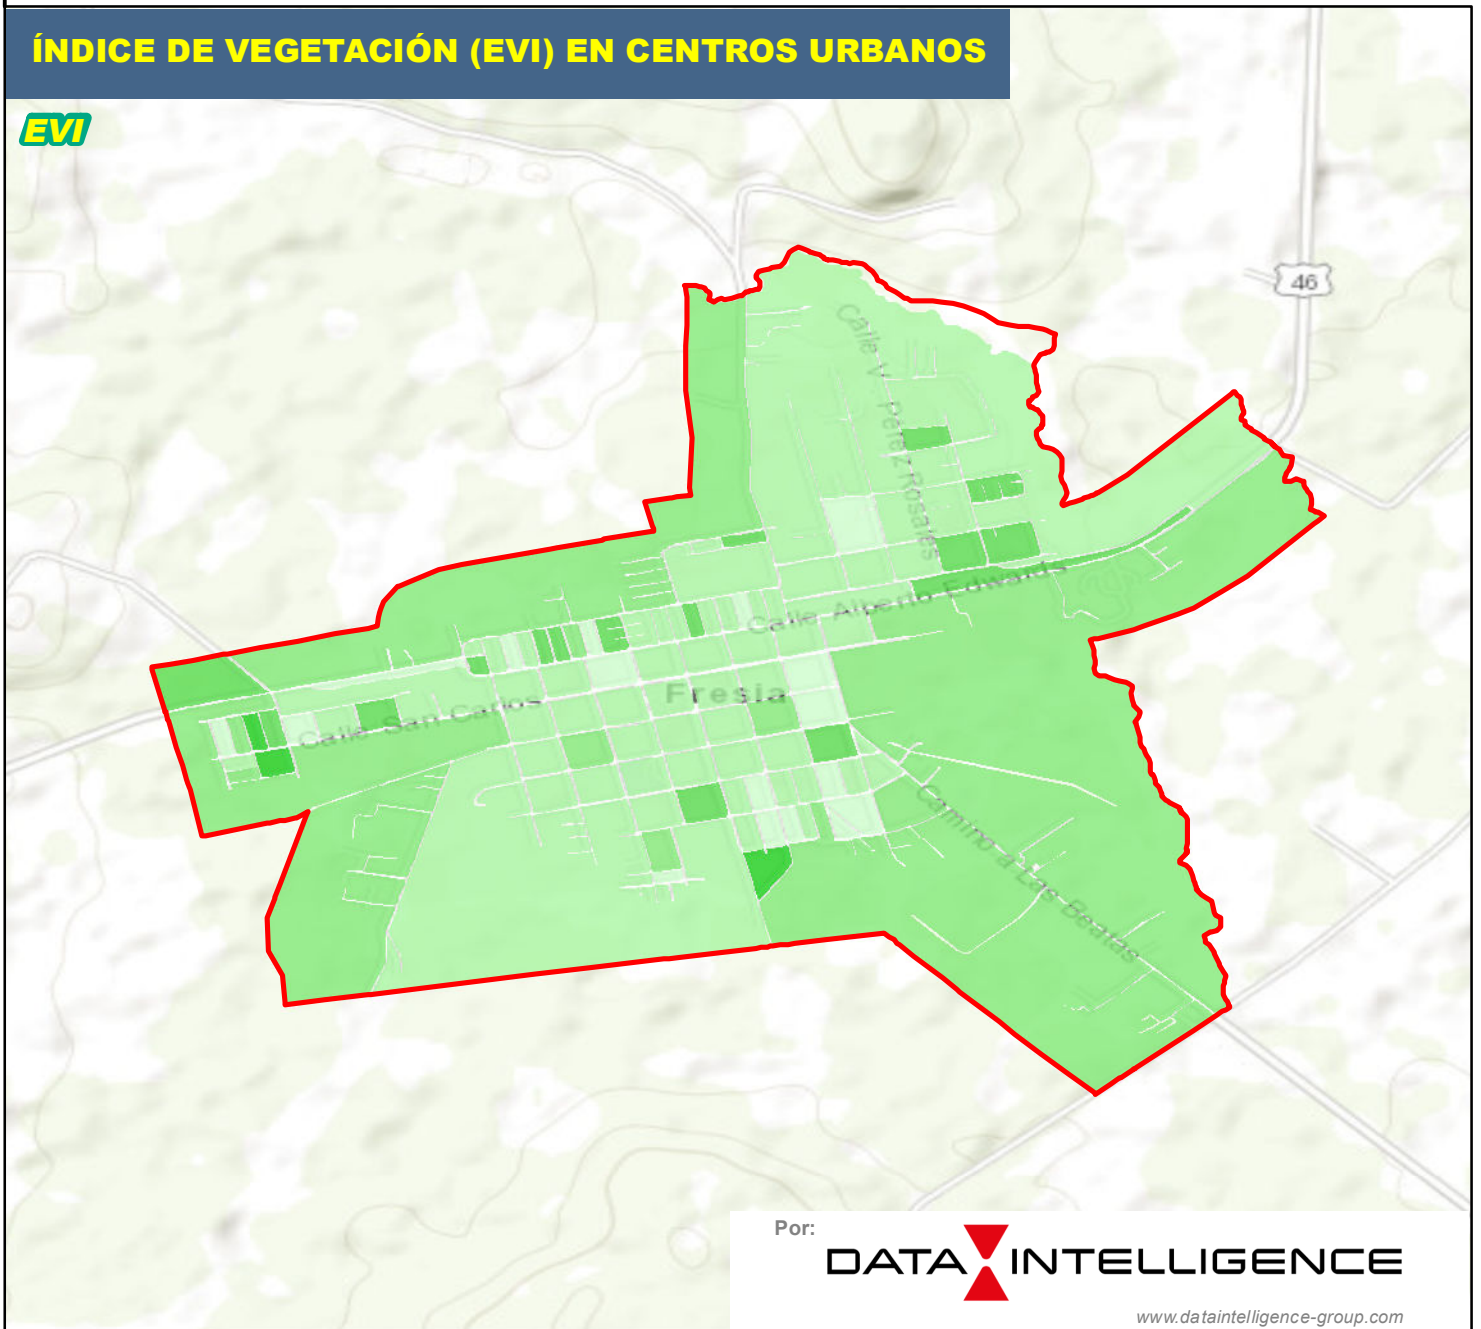 ÍNDICE DE VEGETACIÓN (EVI) EN CENTROS URBANOS
EVI
46
Calle V. Pérez Rosales
Calle Alberto Edwards
Fresia
Calle San Carlos
Camino a Las Beatas
Por:
DATA INTELLIGENCE
www.dataintelligence-group.com